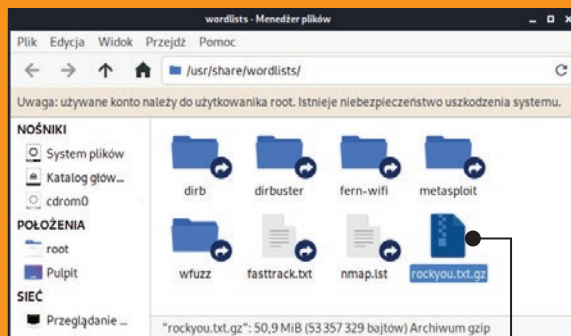 wordlists - Menedżer plików
Plik Edycja Widok Przejdź Pomoc
/usr/share/wordlists/
Uwaga: używane konto należy do użytkownika root. Istnieje niebezpieczeństwo uszkodzenia systemu.
NOŚNIKI
System plików
Katalog głów...
cdrom0
POŁOŻENIA
root
Pulpit
SIEĆ
Przeglądanie ...
dirb dirbuster fern-wifi metasploit
wfuzz fasttrack.txt nmap.lst rockyou.txt.gz
"rockyou.txt.gz": 50,9 MiB (53 357 329 bajtów) Archiwum gzip